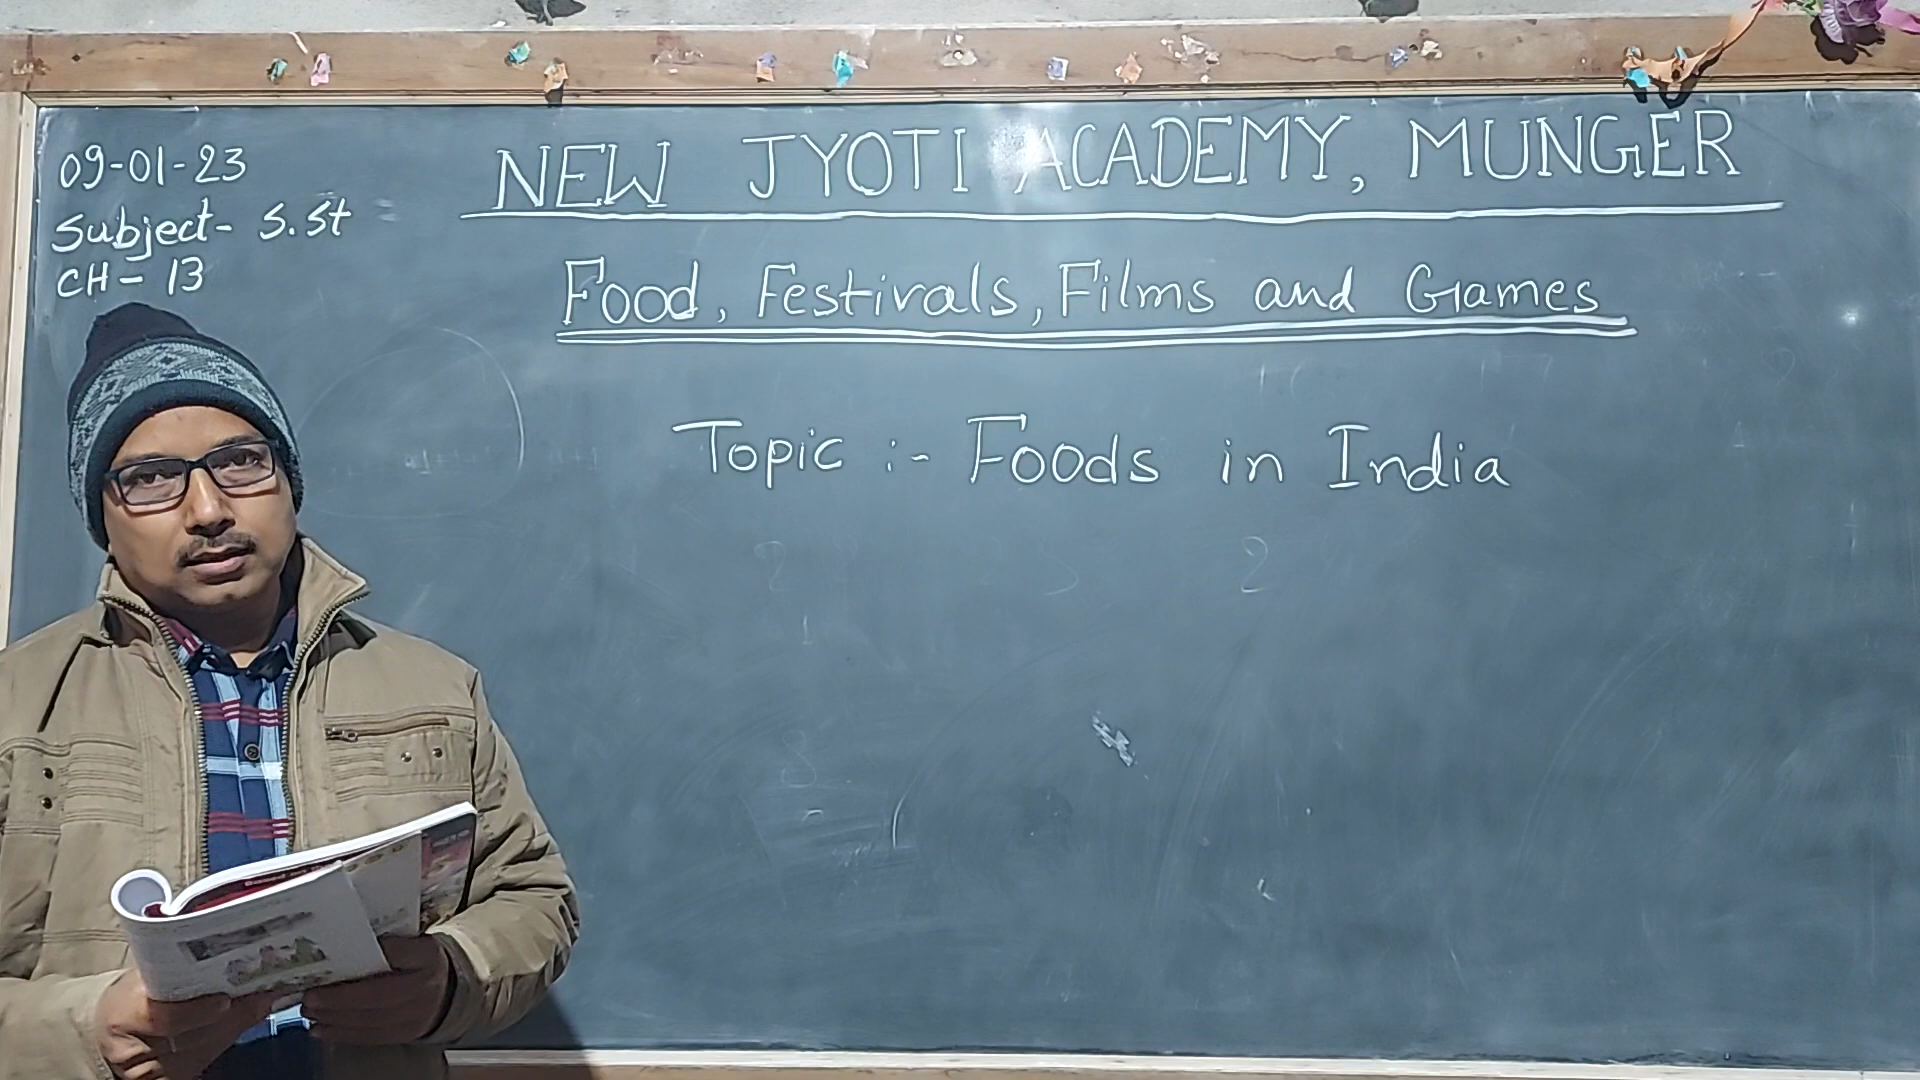 09-01-23
Subject- S.St
CH- 13
NEW JYOTI ACADEMY, MUNGER
Food, Festivals, Films and Games
Topic :- Foods in India